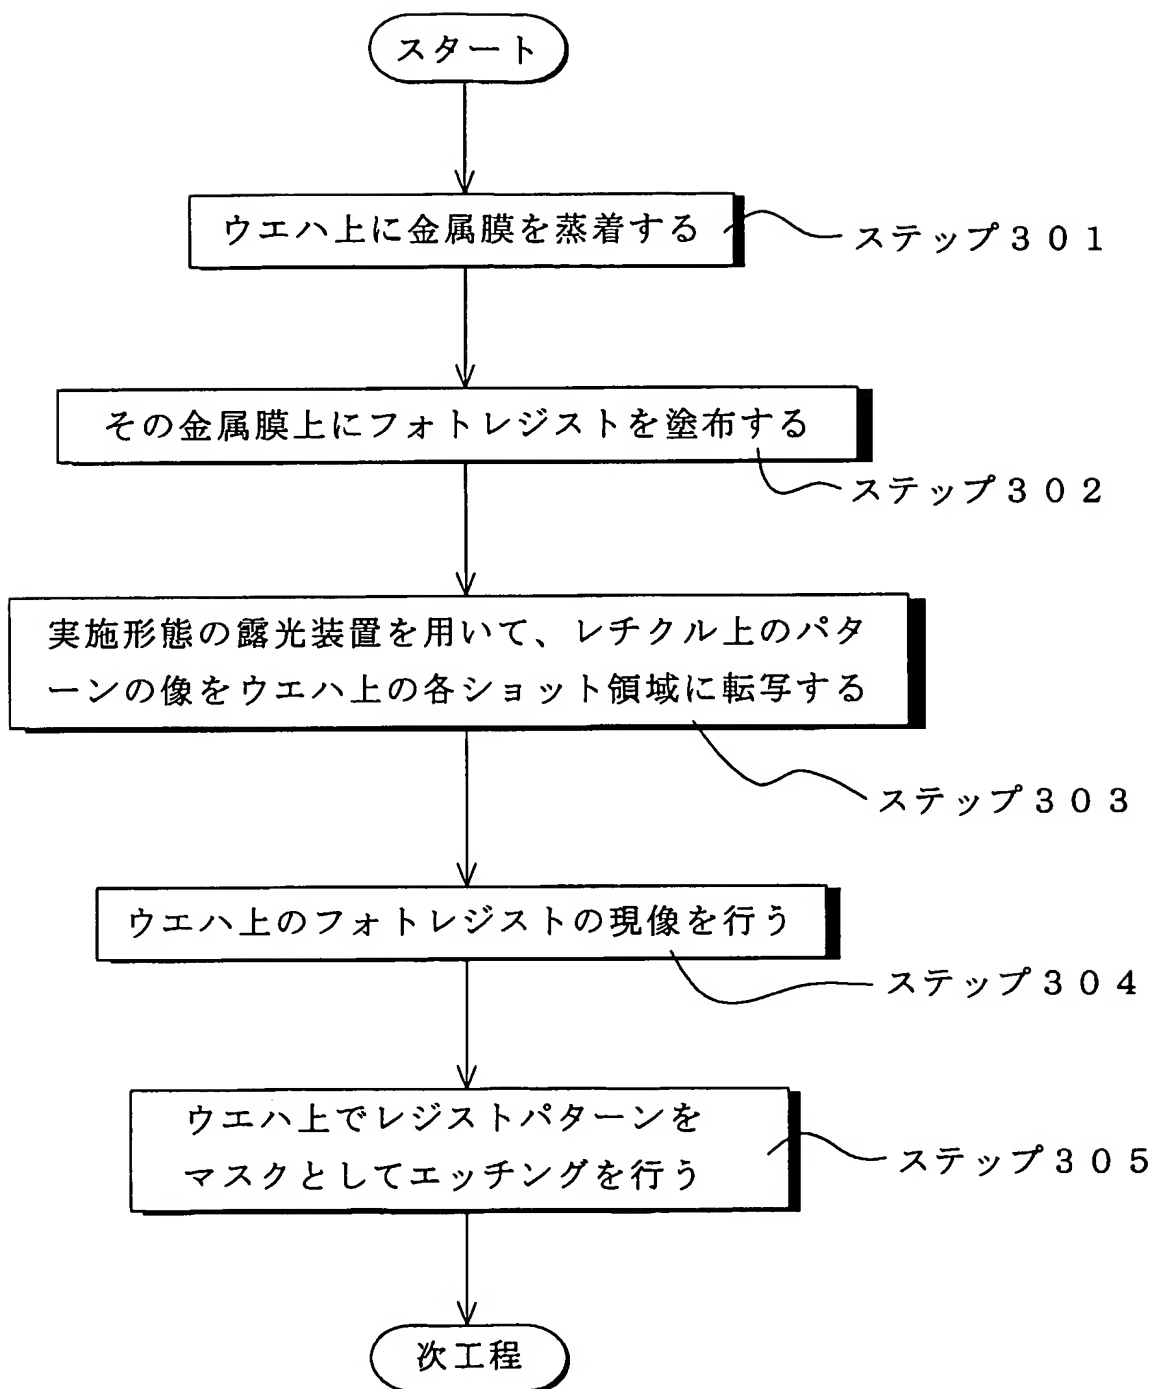 スタート
ウエハ上に金属膜を蒸着する
ステップ３０１
その金属膜上にフォトレジストを塗布する
ステップ３０２
実施形態の露光装置を用いて、レチクル上のパタ
ーンの像をウエハ上の各ショット領域に転写する
ステップ３０３
ウエハ上のフォトレジストの現像を行う
ステップ３０４
ウエハ上でレジストパターンを
マスクとしてエッチングを行う
ステップ３０５
次工程